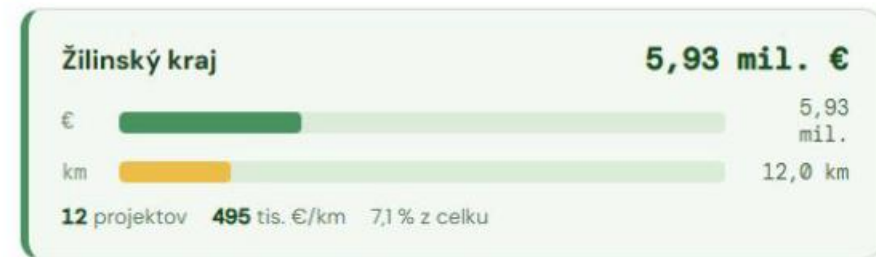 Žilinský kraj 5,93 mil. €
€ 5,93 mil.
km 12,0 km
12 projektov 495 tis. €/km 7,1 % z celku